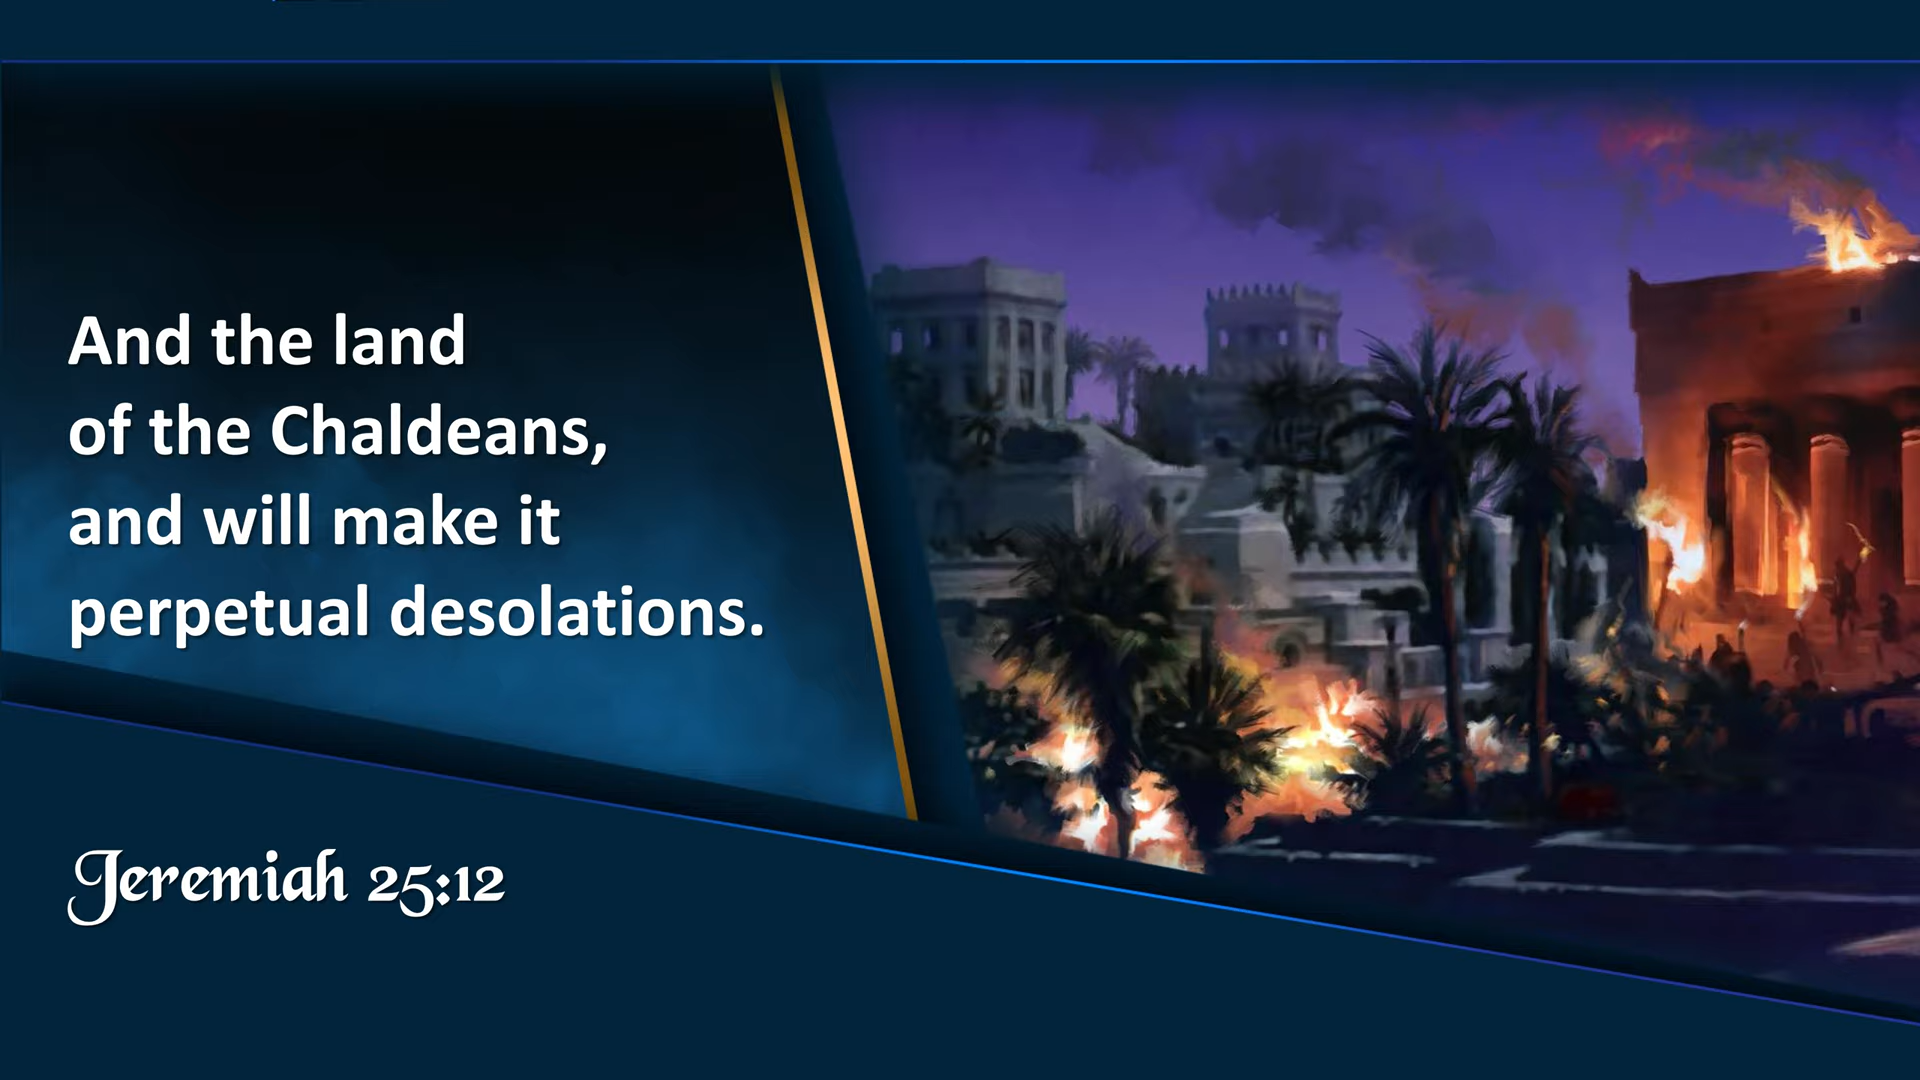 And the land
of the Chaldeans,
and will make it
perpetual desolations.
Jeremiah 25:12